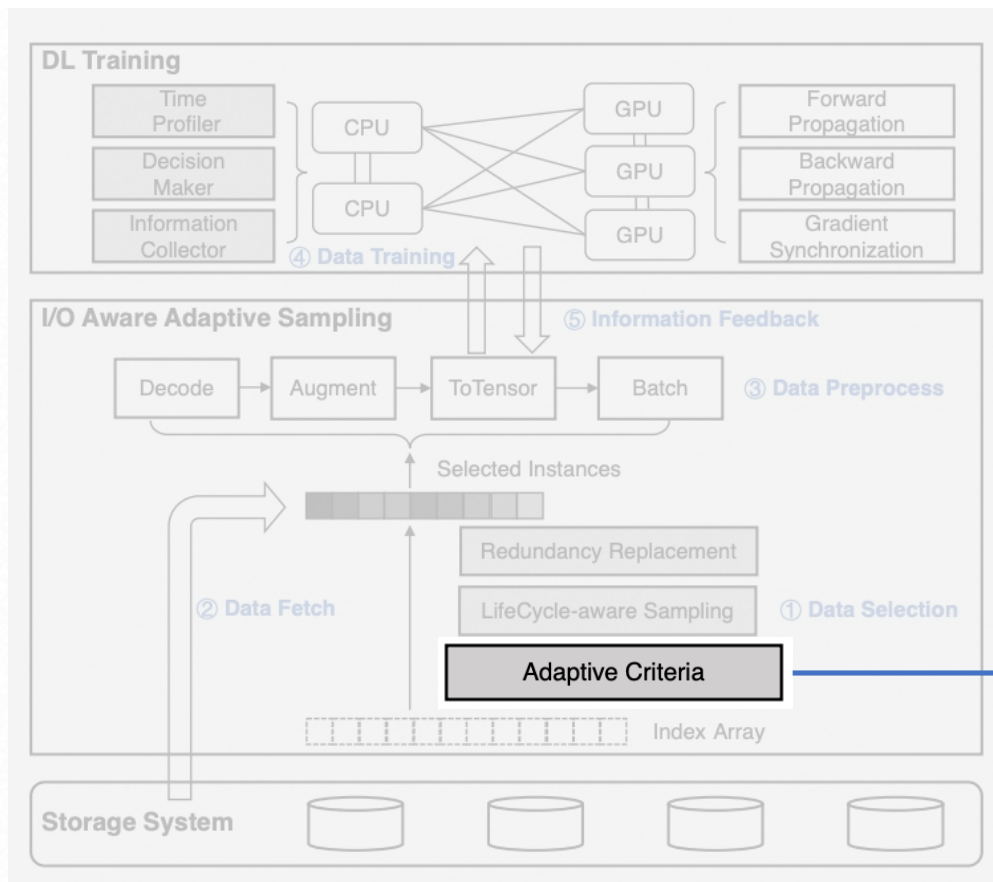 DL Training
Time
Profiler
Decision
Maker
Information
Collector
CPU
CPU
GPU
GPU
GPU
Forward
Propagation
Backward
Propagation
Gradient
Synchronization
④ Data Training
I/O Aware Adaptive Sampling
⑤ Information Feedback
Decode
Augment
ToTensor
Batch
③ Data Preprocess
Selected Instances
Redundancy Replacement
② Data Fetch
LifeCycle-aware Sampling
① Data Selection
Adaptive Criteria
Index Array
Storage System